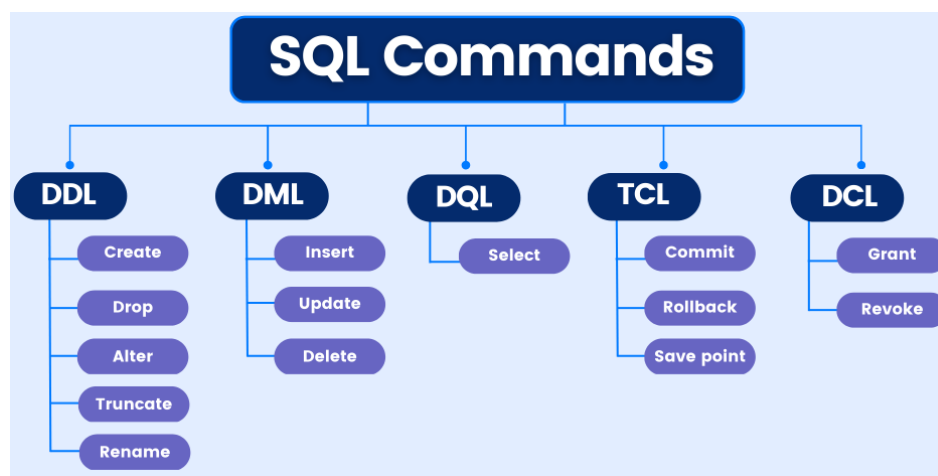 SQL Commands
DDL
DML
DQL
TCL
DCL
Create
Drop
Alter
Truncate
Rename
Insert
Update
Delete
Select
Commit
Rollback
Save point
Grant
Revoke